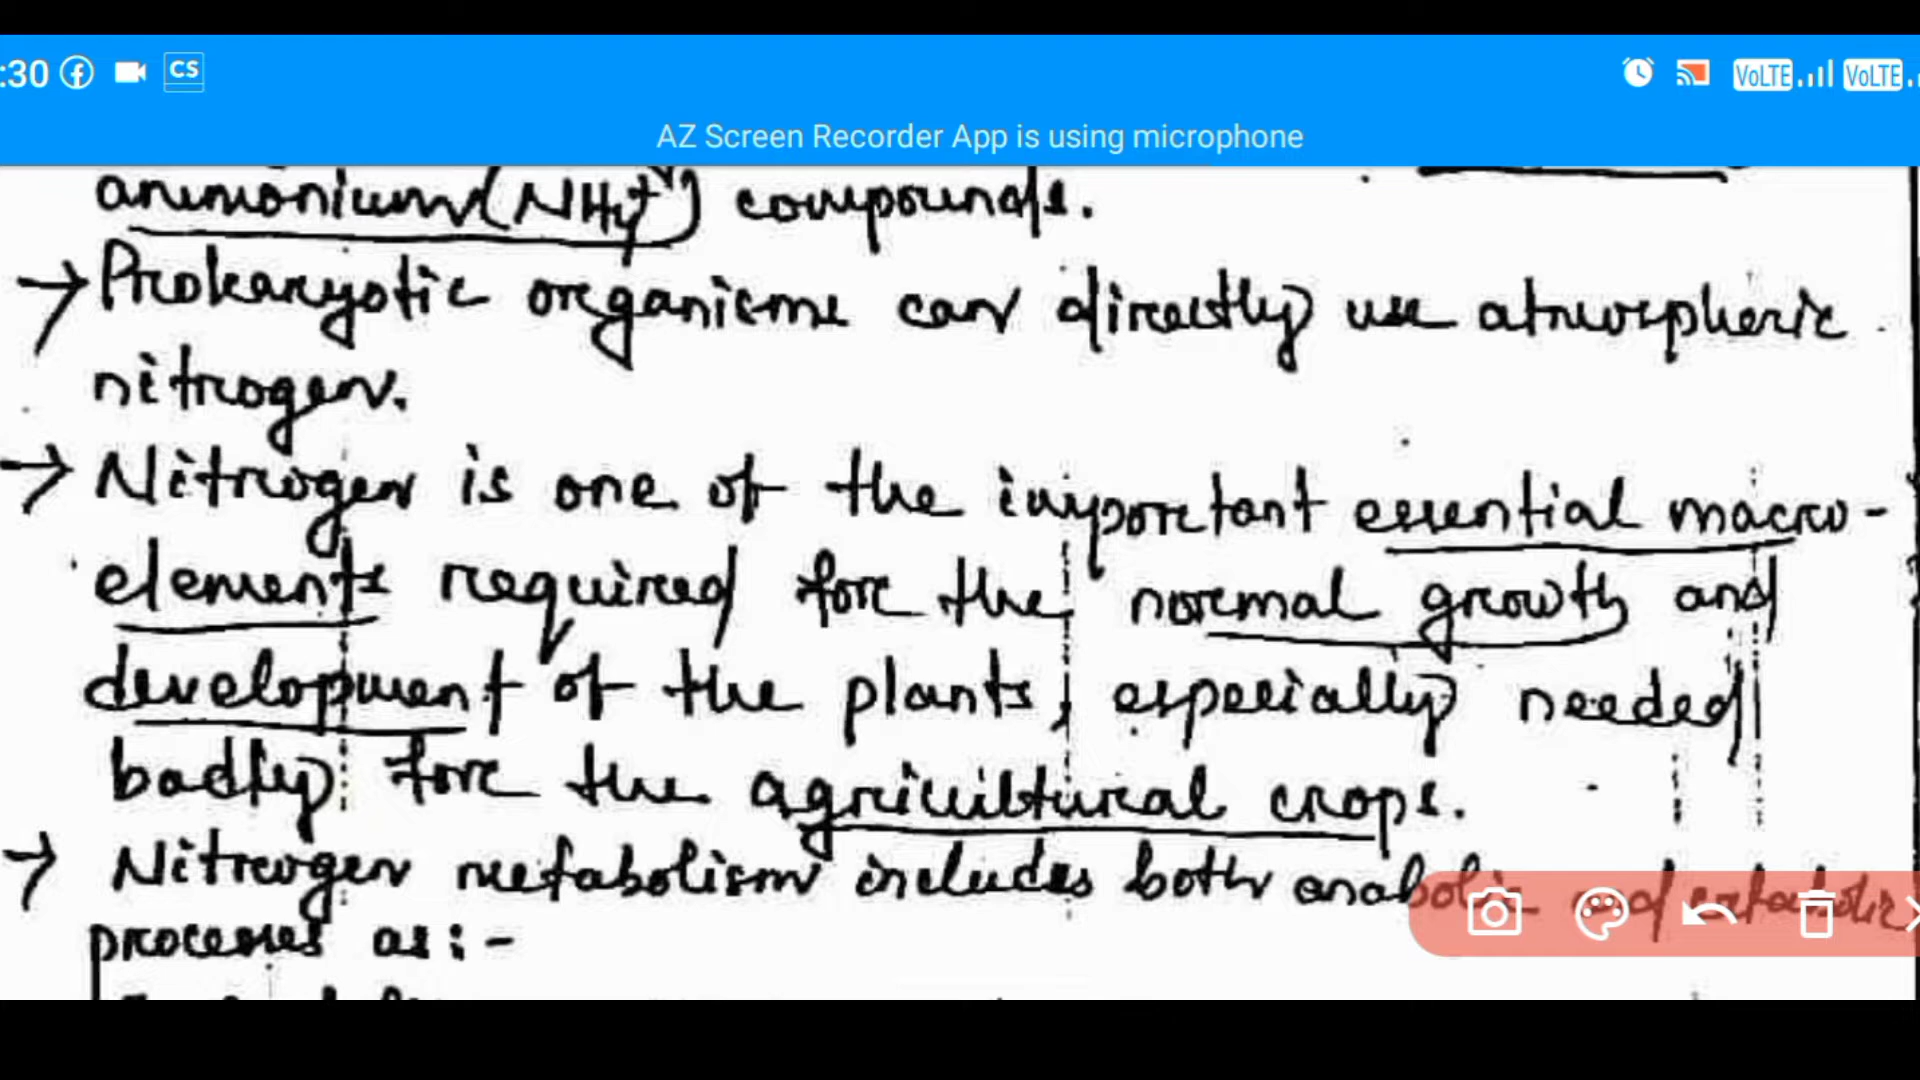 :30 CS VoLTE VoLTE
AZ Screen Recorder App is using microphone
ammonium (NH4+) compounds.
→ Prokaryotic organisms can directly use atmospheric
nitrogen.
→ Nitrogen is one of the important essential macro-
elements required for the normal growth and
development of the plants, especially needed
badly for the agricultural crops.
→ Nitrogen metabolism includes both anabolic and catabolic
processes as:-